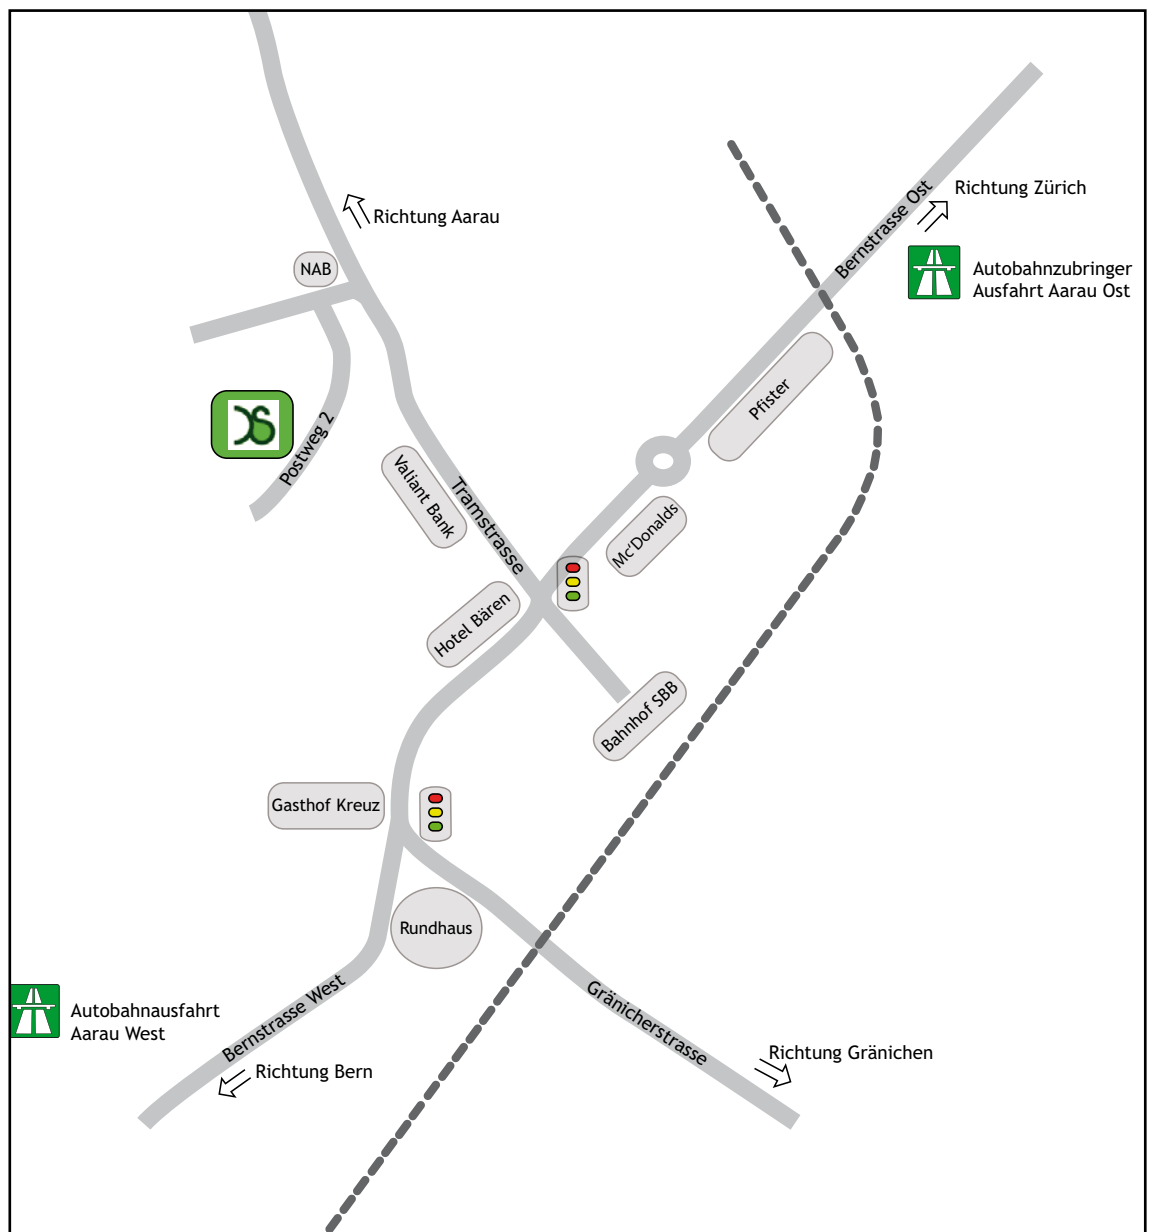 Richtung Zürich
Bernstrasse Ost
Richtung Aarau
NAB
Autobahnzubringer
Ausfahrt Aarau Ost
Pfister
Postweg 2
Valiant Bank
Tramstrasse
Mc'Donalds
Hotel Bären
Bahnhof SBB
Gasthof Kreuz
Rundhaus
Bernstrasse West
Gränicherstrasse
Autobahnausfahrt
Aarau West
Richtung Gränichen
Richtung Bern